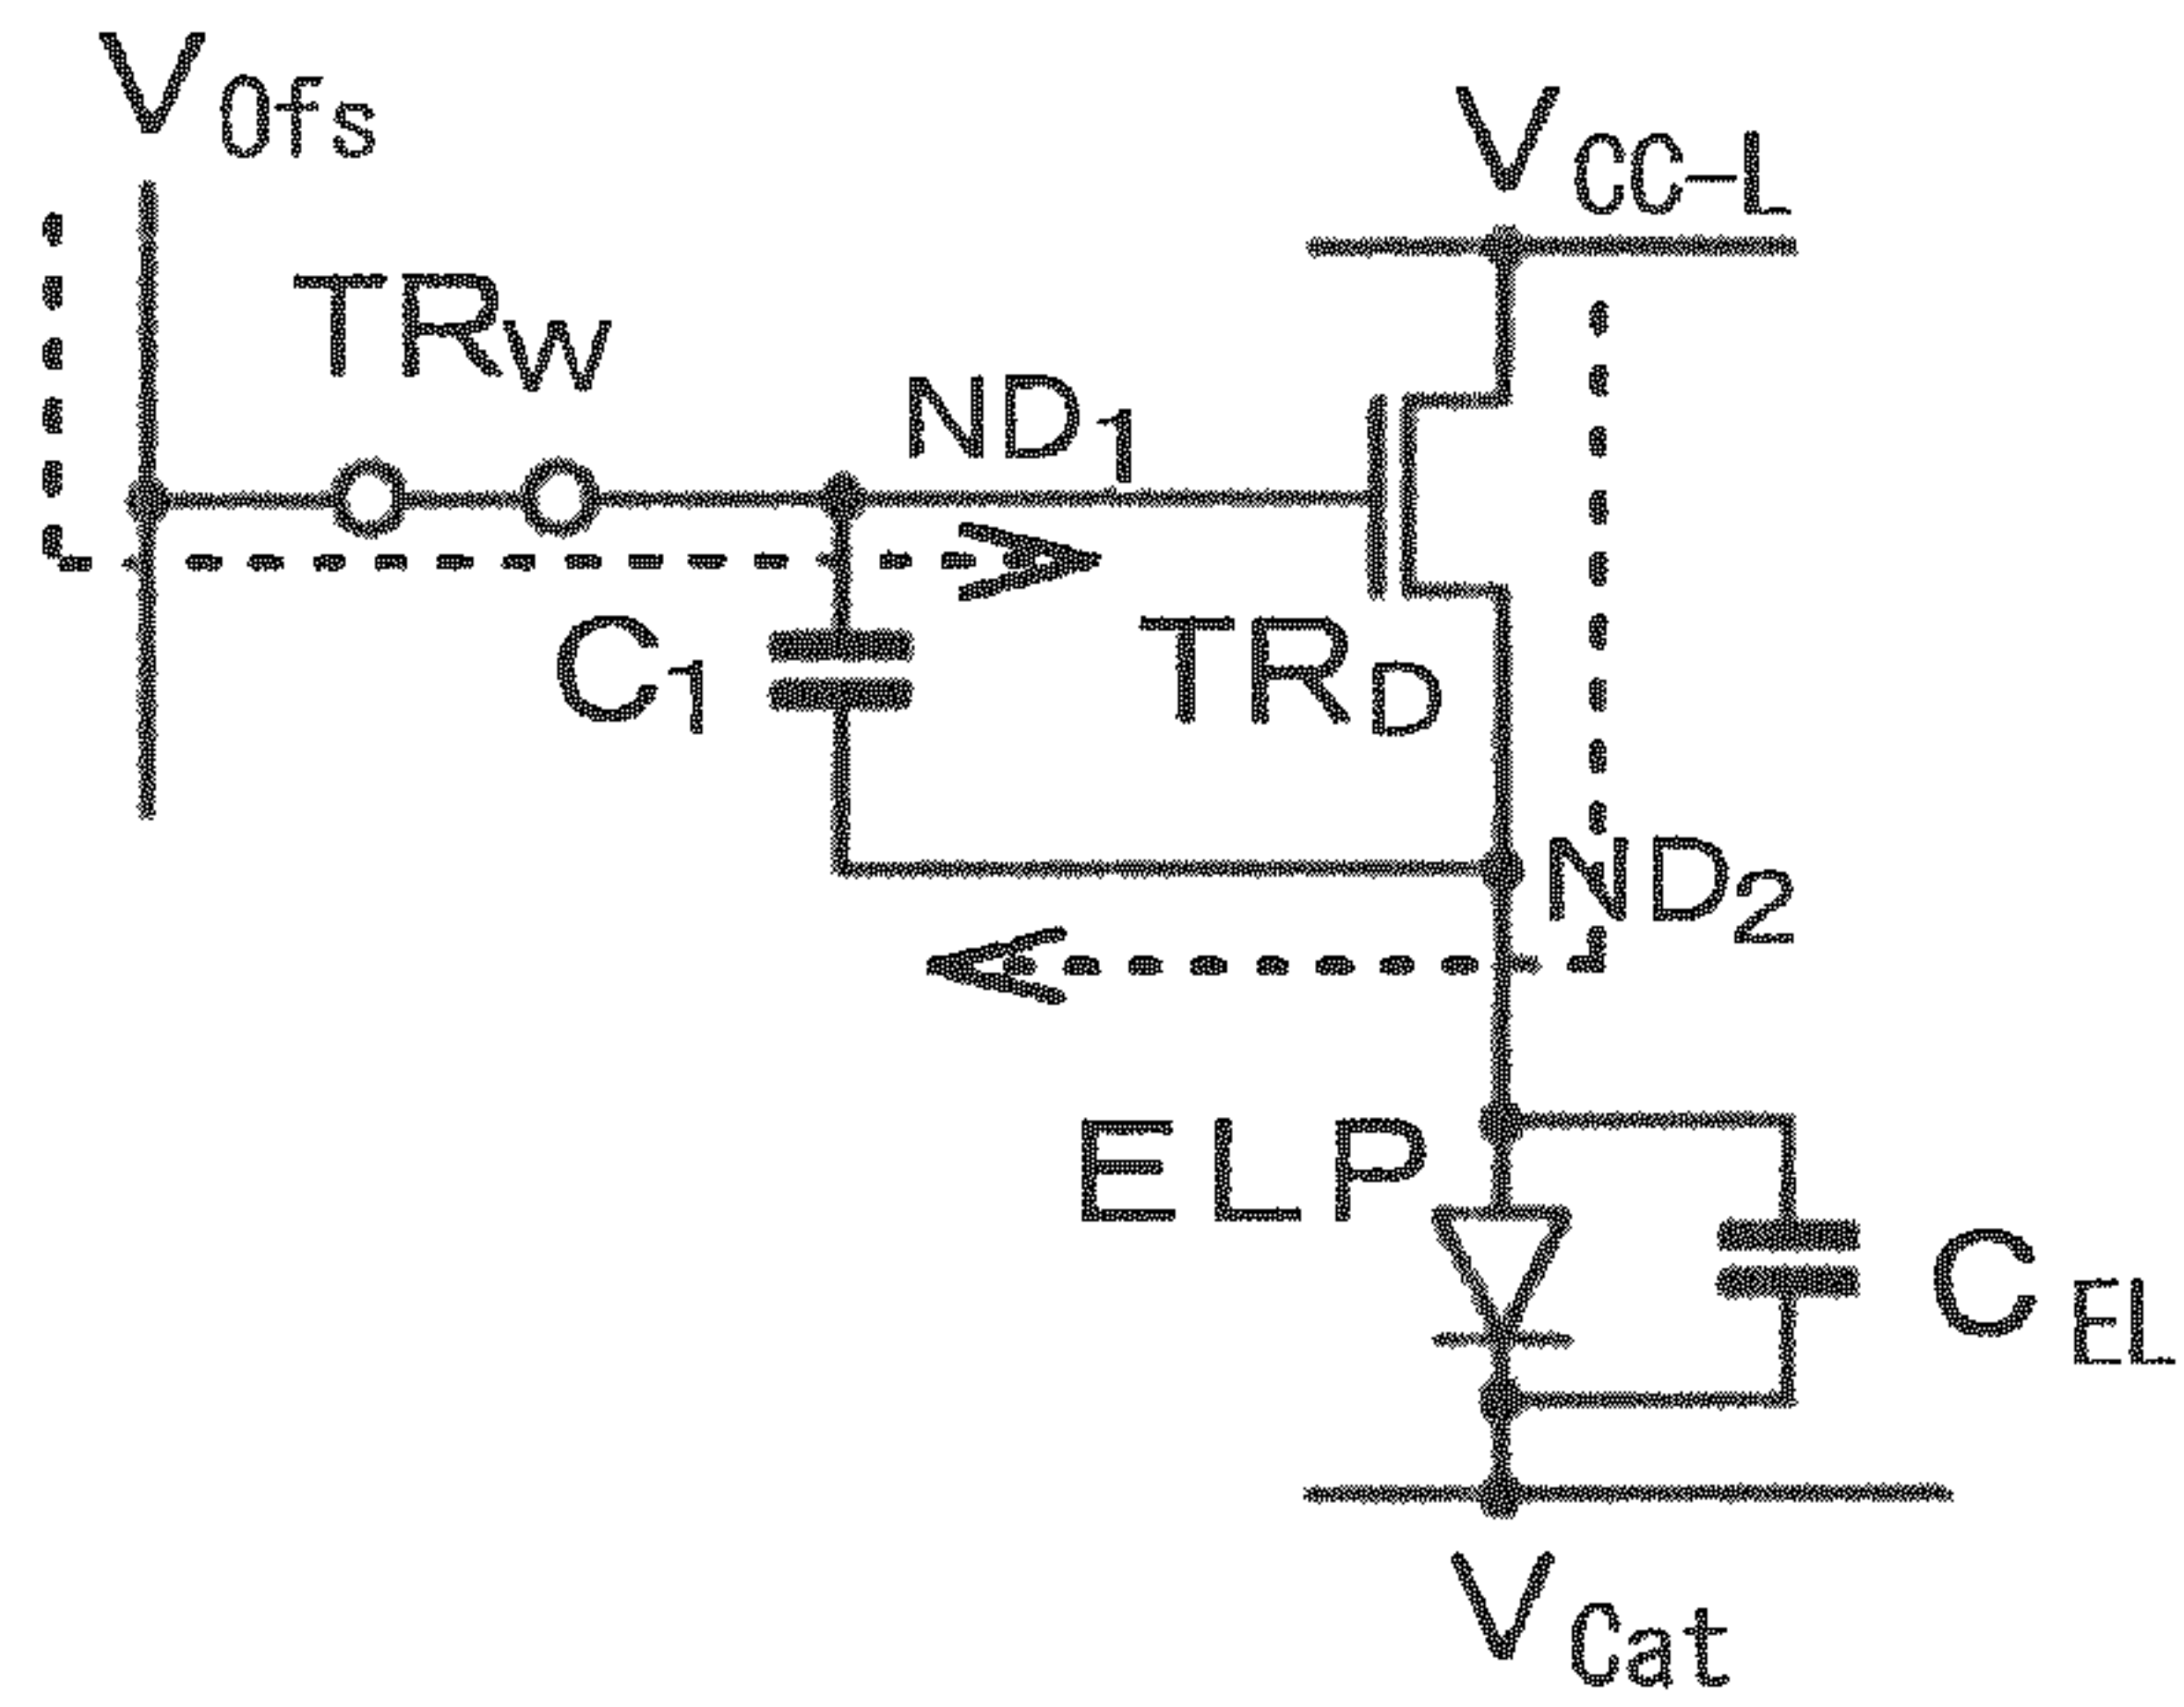 V0fs
VCC-L
TRW
ND1
C1
TRD
ND2
ELP
CEL
VCat